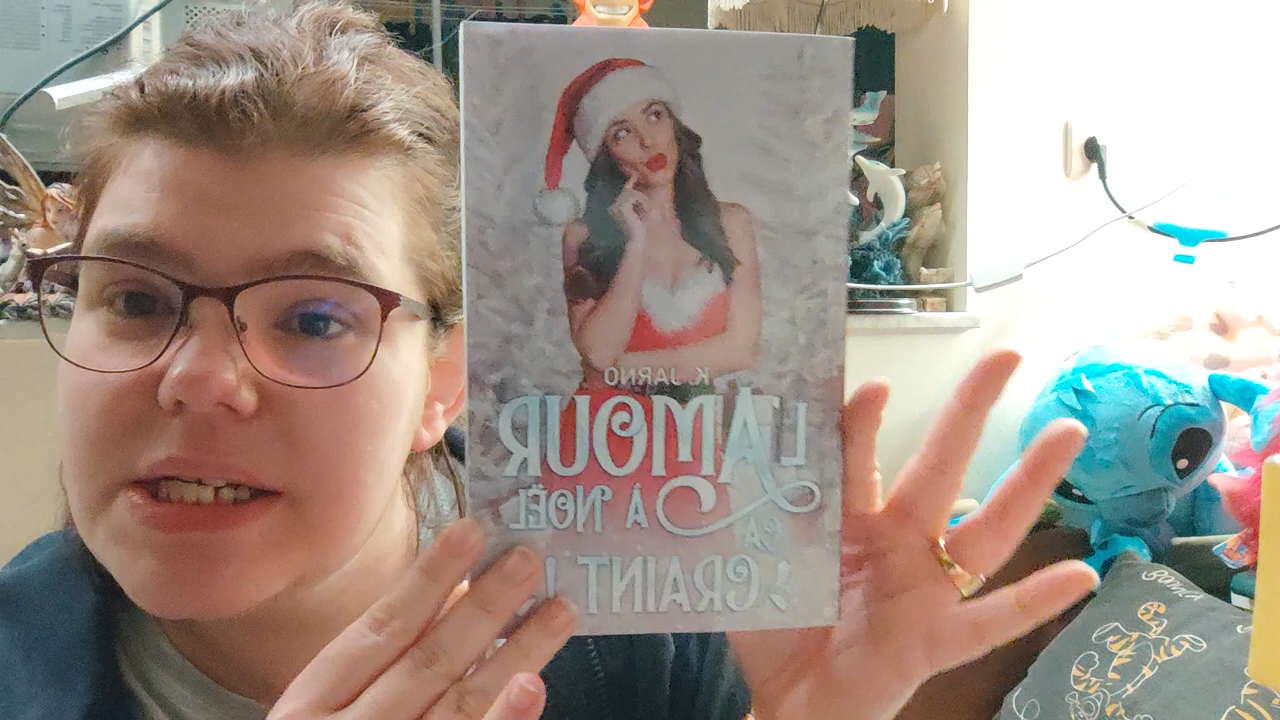 K. JARNO
L'AMOUR
À NOËL
ÇA
CRAINT !